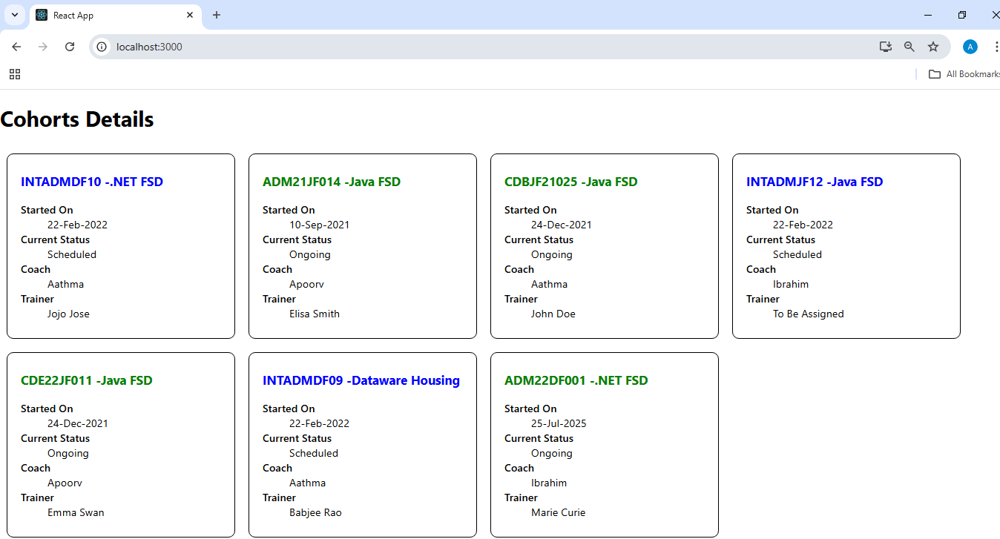 React App
localhost:3000
A
All Bookmarks
Cohorts Details
INTADMDF10 -.NET FSD
Started On
22-Feb-2022
Current Status
Scheduled
Coach
Aathma
Trainer
Jojo Jose
ADM21JF014 -Java FSD
Started On
10-Sep-2021
Current Status
Ongoing
Coach
Apoorv
Trainer
Elisa Smith
CDBJF21025 -Java FSD
Started On
24-Dec-2021
Current Status
Ongoing
Coach
Aathma
Trainer
John Doe
INTADMJF12 -Java FSD
Started On
22-Feb-2022
Current Status
Scheduled
Coach
Ibrahim
Trainer
To Be Assigned
CDE22JF011 -Java FSD
Started On
24-Dec-2021
Current Status
Ongoing
Coach
Apoorv
Trainer
Emma Swan
INTADMDF09 -Dataware Housing
Started On
22-Feb-2022
Current Status
Scheduled
Coach
Aathma
Trainer
Babjee Rao
ADM22DF001 -.NET FSD
Started On
25-Jul-2025
Current Status
Ongoing
Coach
Ibrahim
Trainer
Marie Curie